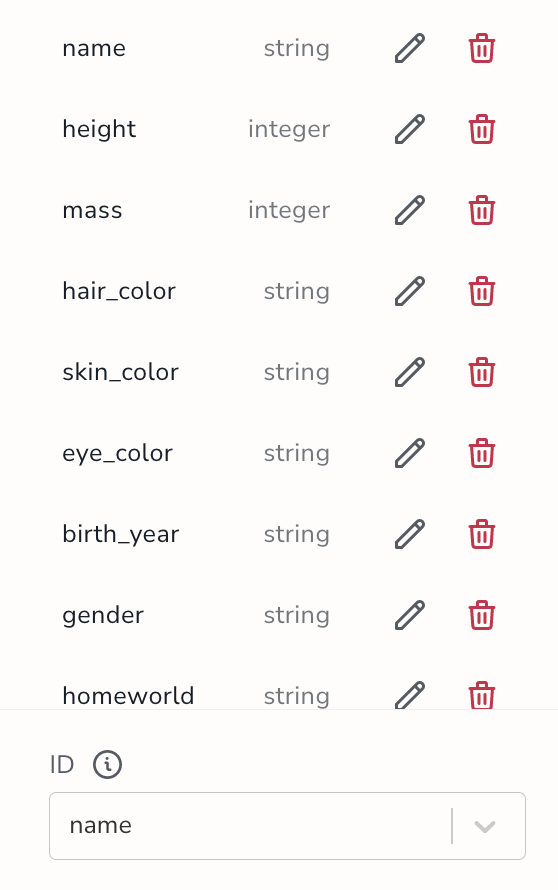 name string
height integer
mass integer
hair_color string
skin_color string
eye_color string
birth_year string
gender string
homeworld string
ID
name